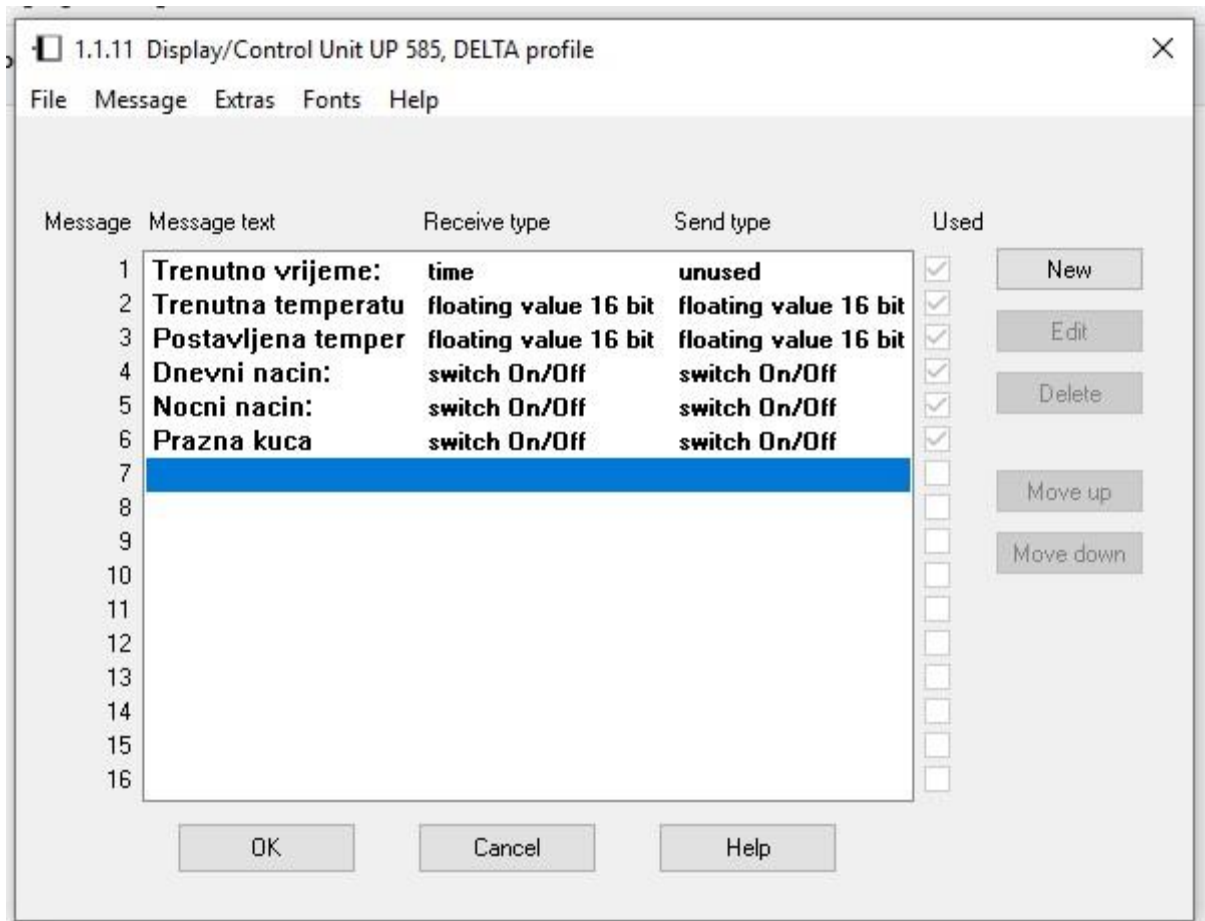 1.1.11 Display/Control Unit UP 585, DELTA profile
File Message Extras Fonts Help
Message Message text Receive type Send type Used
1 Trenutno vrijeme: time unused New
2 Trenutna temperatu floating value 16 bit floating value 16 bit
3 Postavljena temper floating value 16 bit floating value 16 bit Edit
4 Dnevni nacin: switch On/Off switch On/Off
5 Nocni nacin: switch On/Off switch On/Off Delete
6 Prazna kuca switch On/Off switch On/Off
7
8 Move up
9
10 Move down
11
12
13
14
15
16
OK Cancel Help